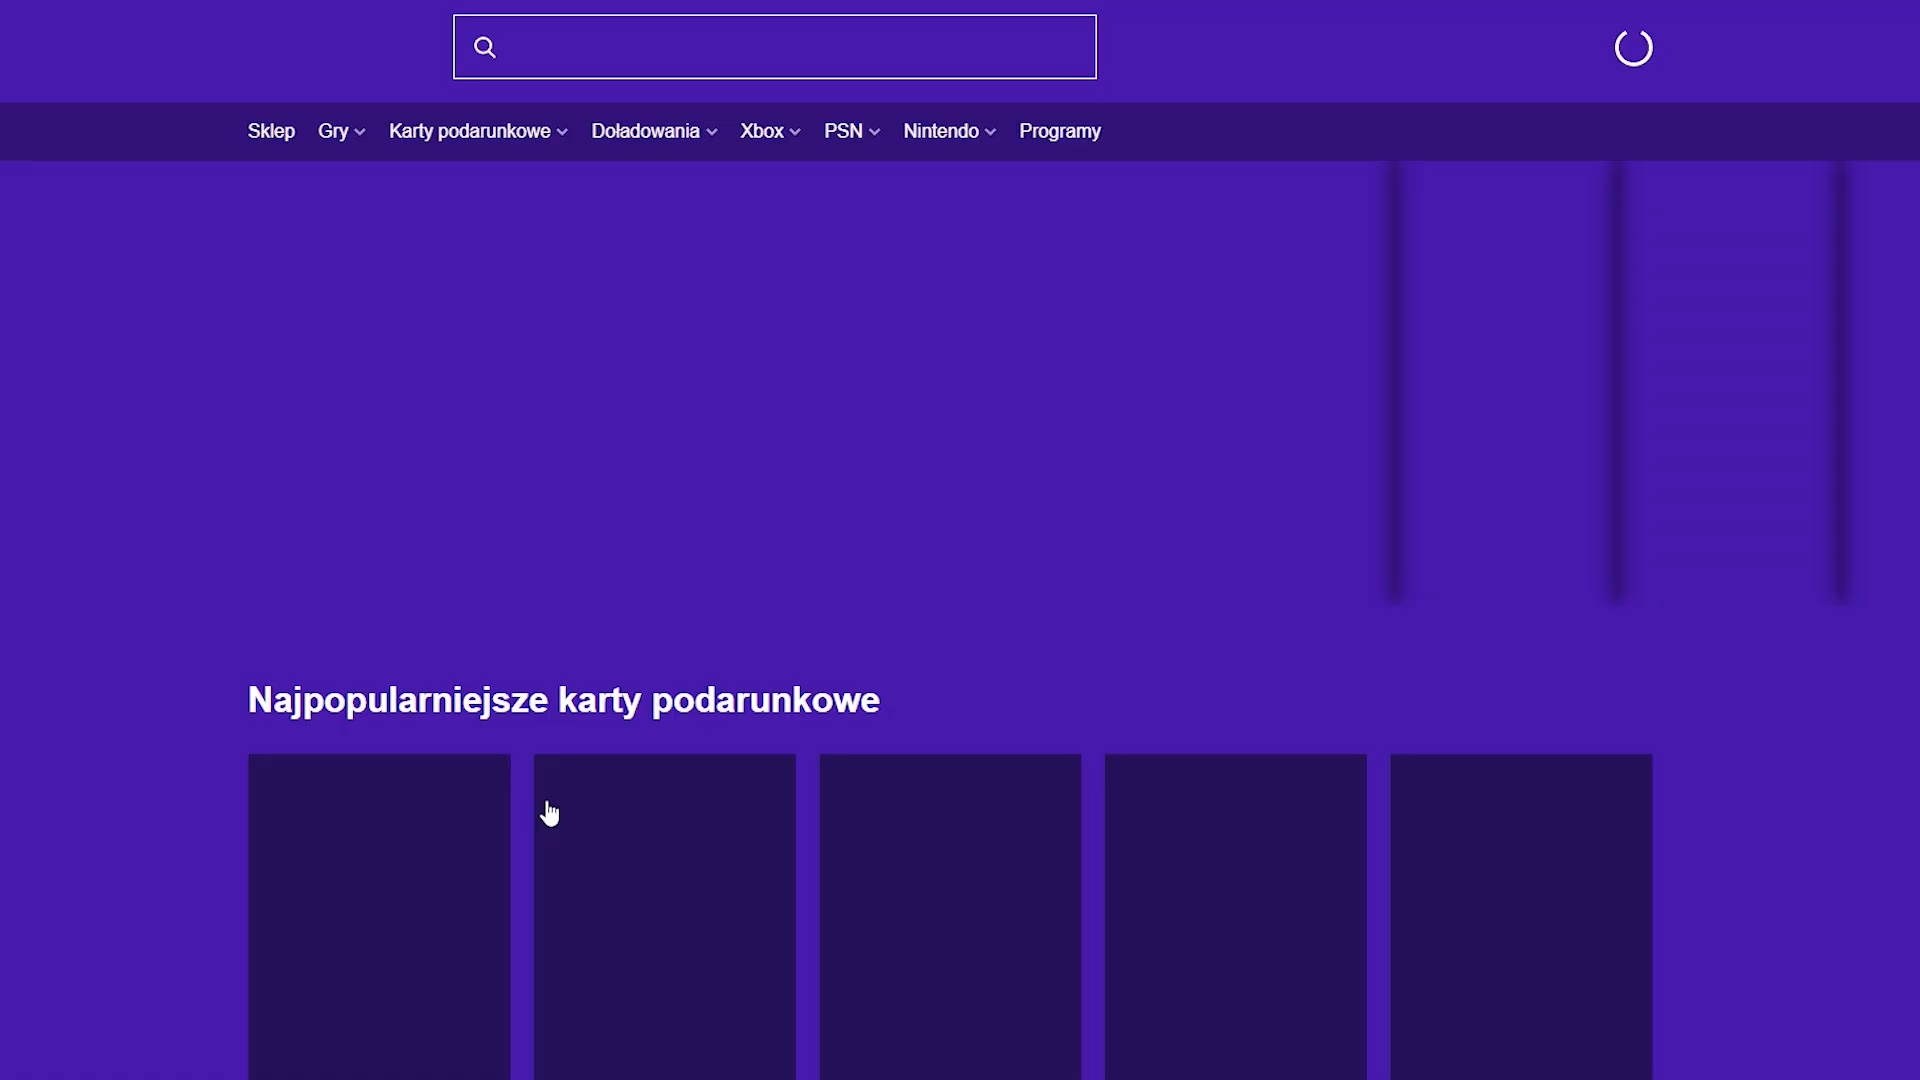 Sklep Gry Karty podarunkowe Doładowania Xbox PSN Nintendo Programy
Najpopularniejsze karty podarunkowe